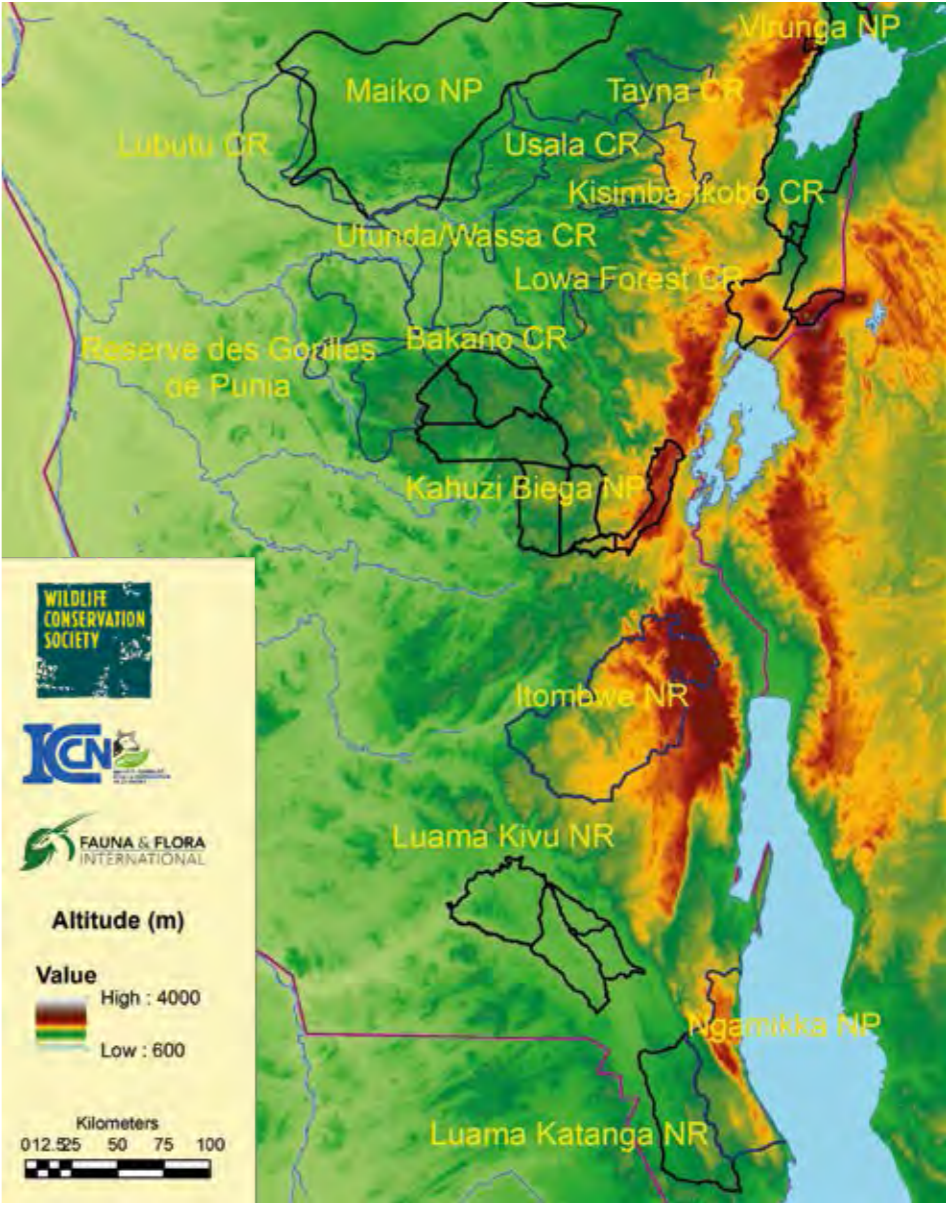 VIrunga NP
Maiko NP
Tayna CR
Lubutu CR
Usala CR
Kisimba-Ikobo CR
Utunda/Wassa CR
Lowa Forest CR
Reserve des Gorilles
de Punia
Bakano CR
Kahuzi Biega NP
Itombwe NR
Luama Kivu NR
Ngamikka NP
Luama Katanga NR
WILDLIFE
CONSERVATION
SOCIETY
ICCN
FAUNA & FLORA
INTERNATIONAL
Altitude (m)
Value
High : 4000
Low : 600
Kilometers
0 12.5 25 50 75 100